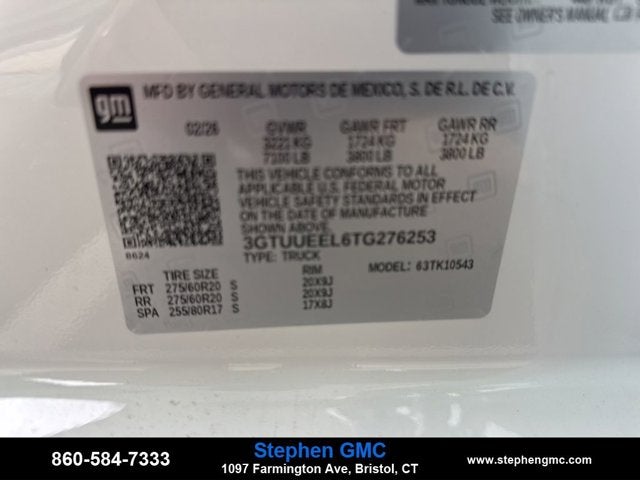 SEE OWNER'S MANUAL
gm
MFD BY GENERAL MOTORS DE MEXICO, S. DE R.L. DE C.V.
02/26 GVWR GAWR FRT GAWR RR
3221 KG 1724 KG 1724 KG
7100 LB 3800 LB 3800 LB
THIS VEHICLE CONFORMS TO ALL
APPLICABLE U.S. FEDERAL MOTOR
VEHICLE SAFETY STANDARDS IN EFFECT
ON THE DATE OF MANUFACTURE
SHOWN ABOVE.
3GTUUEEL6TG276253
TYPE: TRUCK MODEL: 63TK10543
TIRE SIZE RIM
FRT 275/60R20 S 20X9J
RR 275/60R20 S 20X9J
SPA 255/80R17 S 17X8J
860-584-7333
Stephen GMC
1097 Farmington Ave, Bristol, CT
www.stephengmc.com